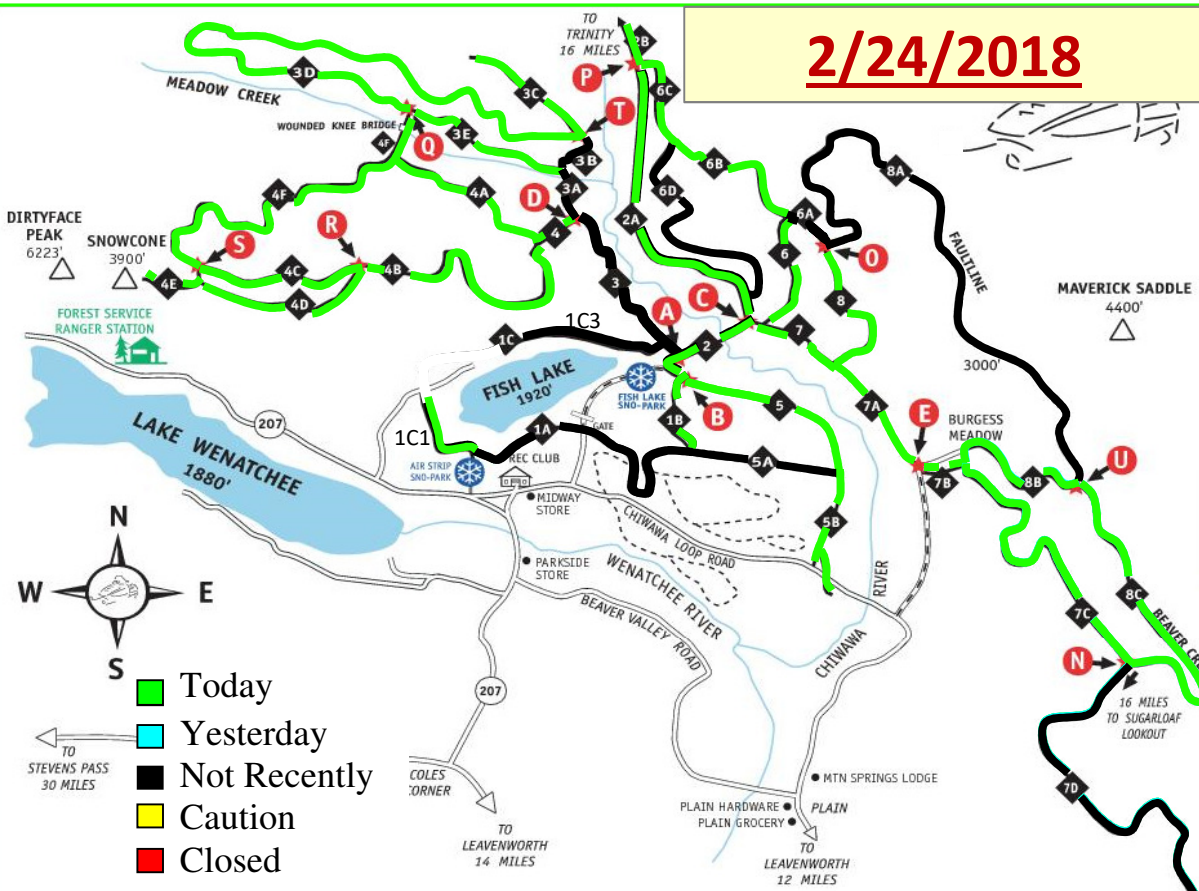 2/24/2018
TO
TRINITY
16 MILES
2B
P
6C
3D
3C
T
MEADOW CREEK
WOUNDED KNEE BRIDGE
4F
Q
3E
3B
6B
8A
4F
4A
3A
6D
D
2A
6A
DIRTYFACE
PEAK
6223'
SNOWCONE
3900'
S
R
4
6
O
FAULTLINE
4E
4C
4B
4D
3
C
8
MAVERICK SADDLE
4400'
FOREST SERVICE
RANGER STATION
A
1C3
1C
2
7
3000'
FISH LAKE
1920'
FISH LAKE
SNO-PARK
B
5
7A
E
BURGESS
MEADOW
207
LAKE WENATCHEE
1880'
1C1
1A
GATE
1B
5A
U
AIR STRIP
SNO-PARK
REC CLUB
7B
8B
MIDWAY
STORE
CHIWAWA LOOP ROAD
5B
N
W
E
S
PARKSIDE
STORE
WENATCHEE RIVER
BEAVER VALLEY ROAD
CHIWAWA
RIVER
7C
8C
BEAVER CRE
N
16 MILES
TO SUGARLOAF
LOOKOUT
207
Today
Yesterday
Not Recently
Caution
Closed
TO
STEVENS PASS
30 MILES
COLES
CORNER
TO
LEAVENWORTH
14 MILES
MTN SPRINGS LODGE
PLAIN HARDWARE
PLAIN
PLAIN GROCERY
TO
LEAVENWORTH
12 MILES
7D